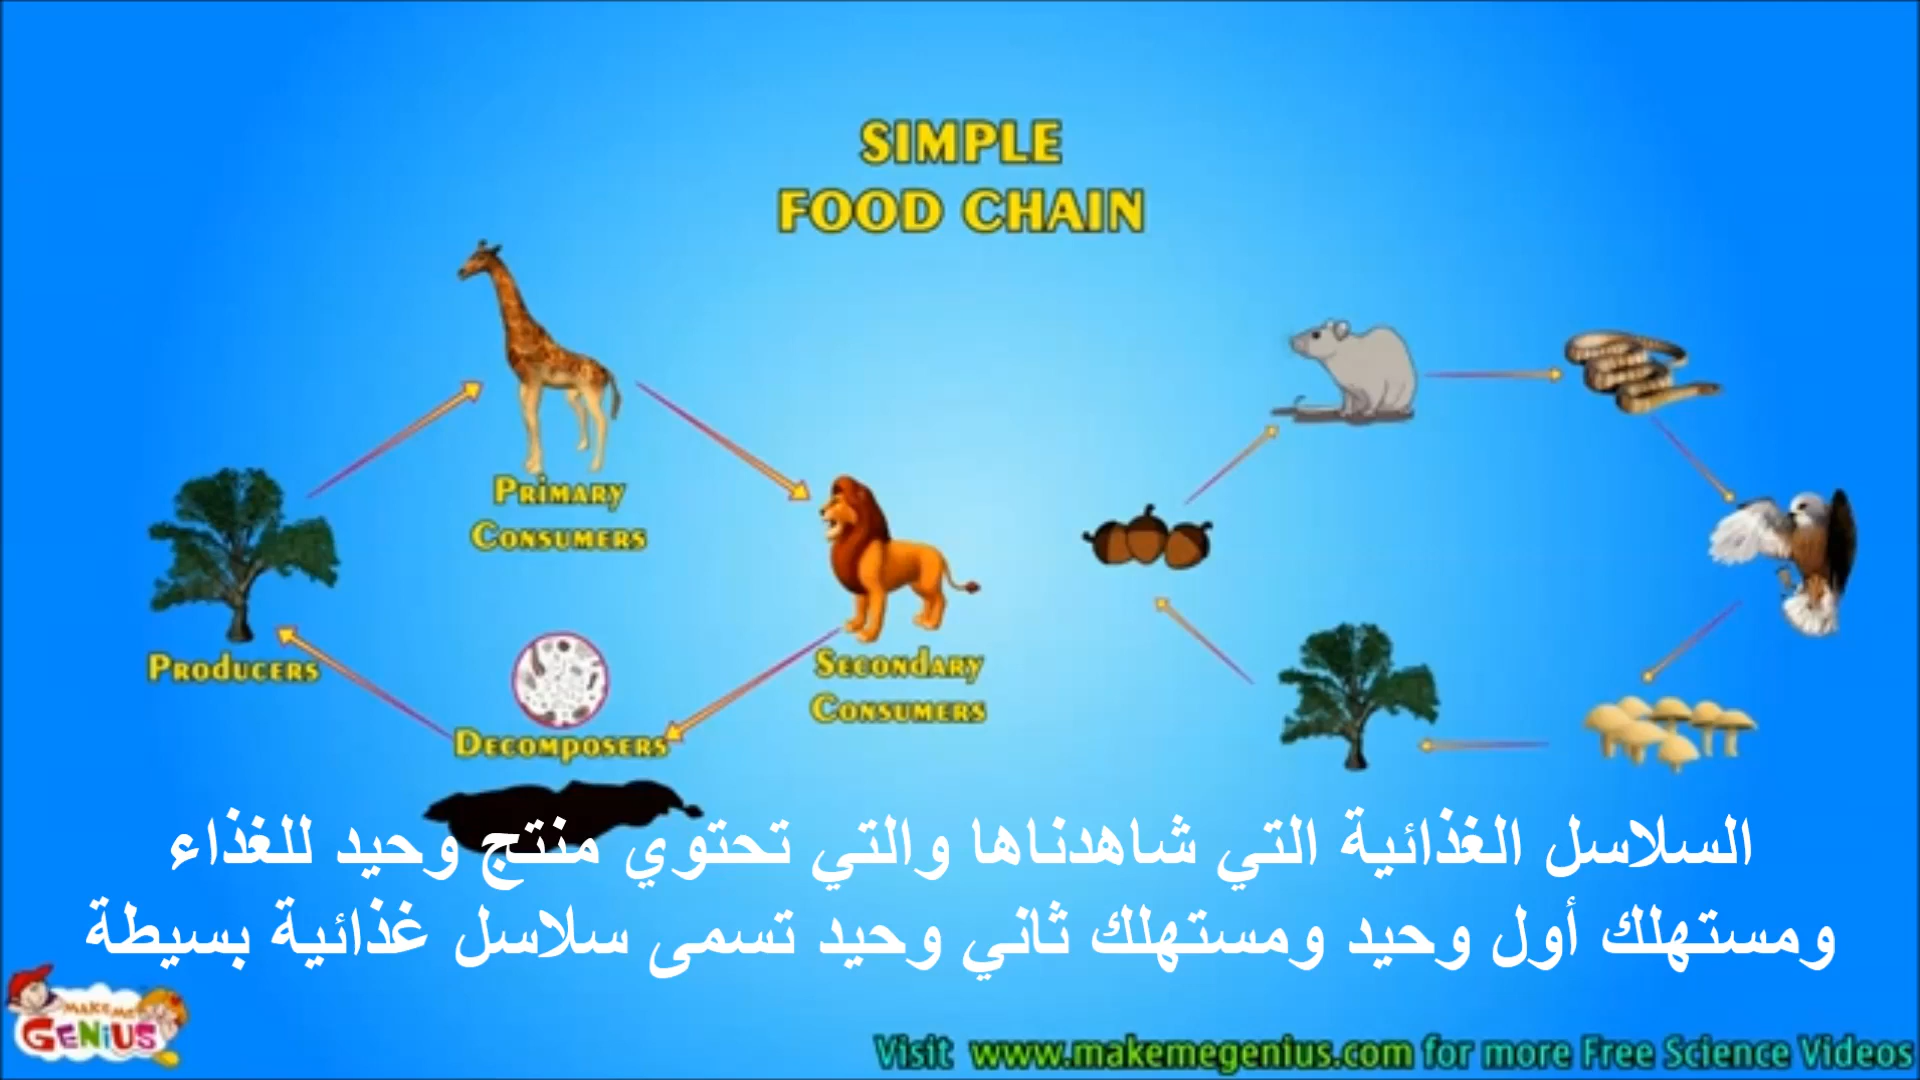 SIMPLE
FOOD CHAIN
PRIMARY
CONSUMERS
PRODUCERS
SECONDARY
CONSUMERS
DECOMPOSERS
السلاسل الغذائية التي شاهدناها والتي تحتوي منتج وحيد للغذاء
ومستهلك أول وحيد ومستهلك ثاني وحيد تسمى سلاسل غذائية بسيطة
MAKE ME
GENIUS
Visit www.makemegenius.com for more Free Science Videos